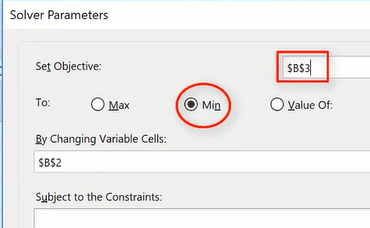 Solver Parameters
Set Objective: $B$3
To: Max Min Value Of:
By Changing Variable Cells:
$B$2
Subject to the Constraints: